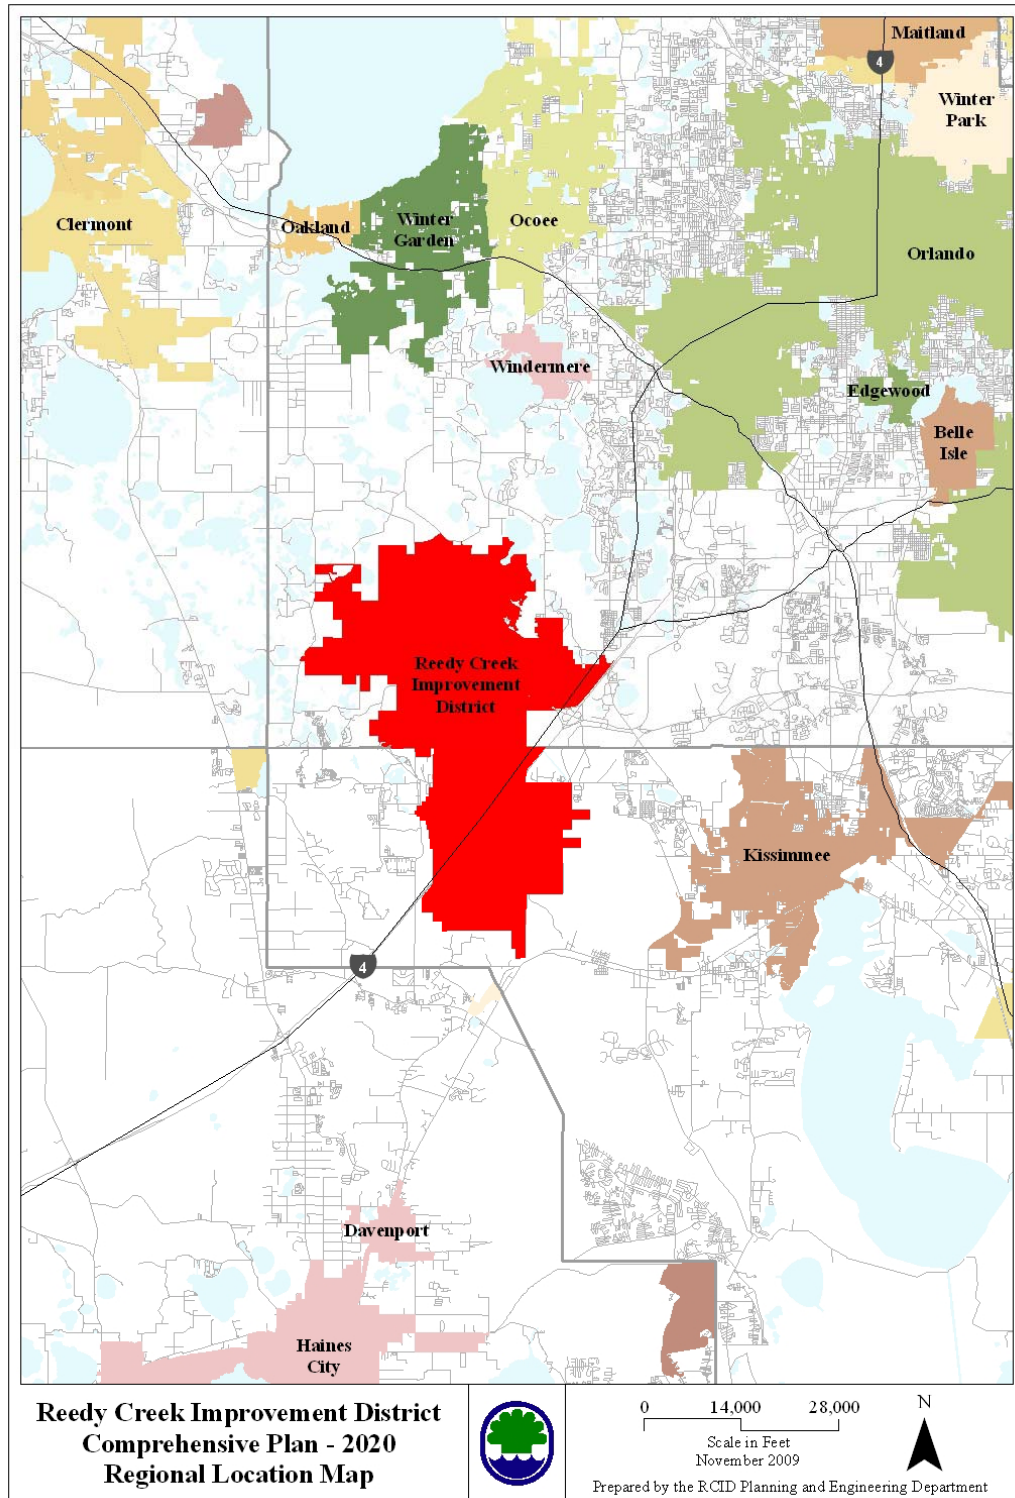 Maitland
4
Winter
Park
Clermont
Oakland
Winter
Garden
Ocoee
Orlando
Windermere
Edgewood
Belle
Isle
Reedy Creek
Improvement
District
Kissimmee
4
Davenport
Haines
City
Reedy Creek Improvement District
Comprehensive Plan - 2020
Regional Location Map
0 14,000 28,000
Scale in Feet
November 2009
N
Prepared by the RCID Planning and Engineering Department